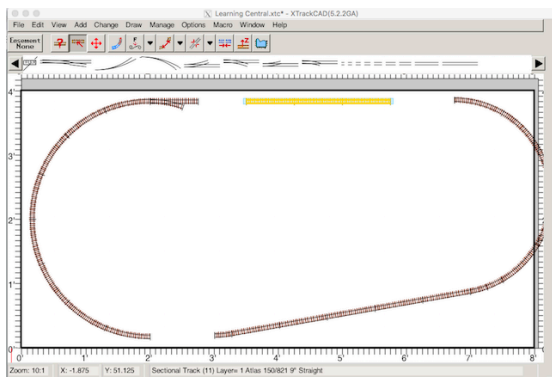 Learning Central.xtc* - XTrackCAD(5.2.2GA)
File Edit View Add Change Draw Manage Options Macro Window Help
Easement
None
4'
3'
2'
1'
0'
0' 1' 2' 3' 4' 5' 6' 7' 8'
Zoom: 10:1 X: -1.875 Y: 51.125 Sectional Track (11) Layer= 1 Atlas 150/821 9" Straight